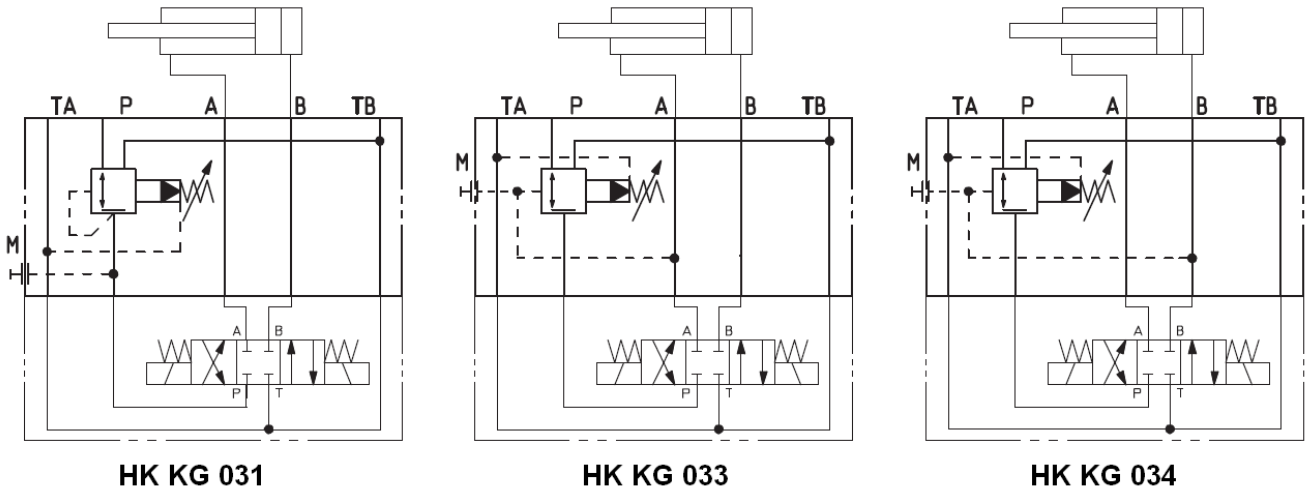 TA P A B TB
M
A B
P T
HK KG 031
TA P A B TB
M
A B
P T
HK KG 033
TA P A B TB
M
A B
P T
HK KG 034